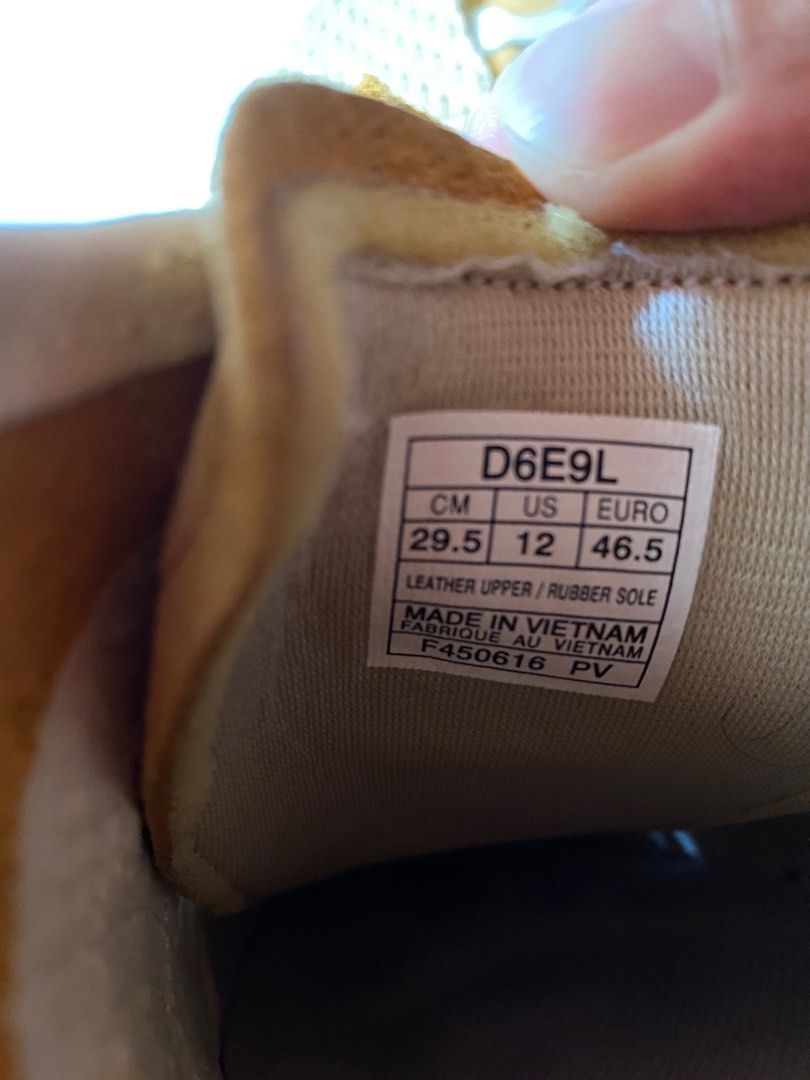 D6E9L
CM US EURO
29.5 12 46.5
LEATHER UPPER / RUBBER SOLE
MADE IN VIETNAM
FABRIQUE AU VIETNAM
F450616 PV